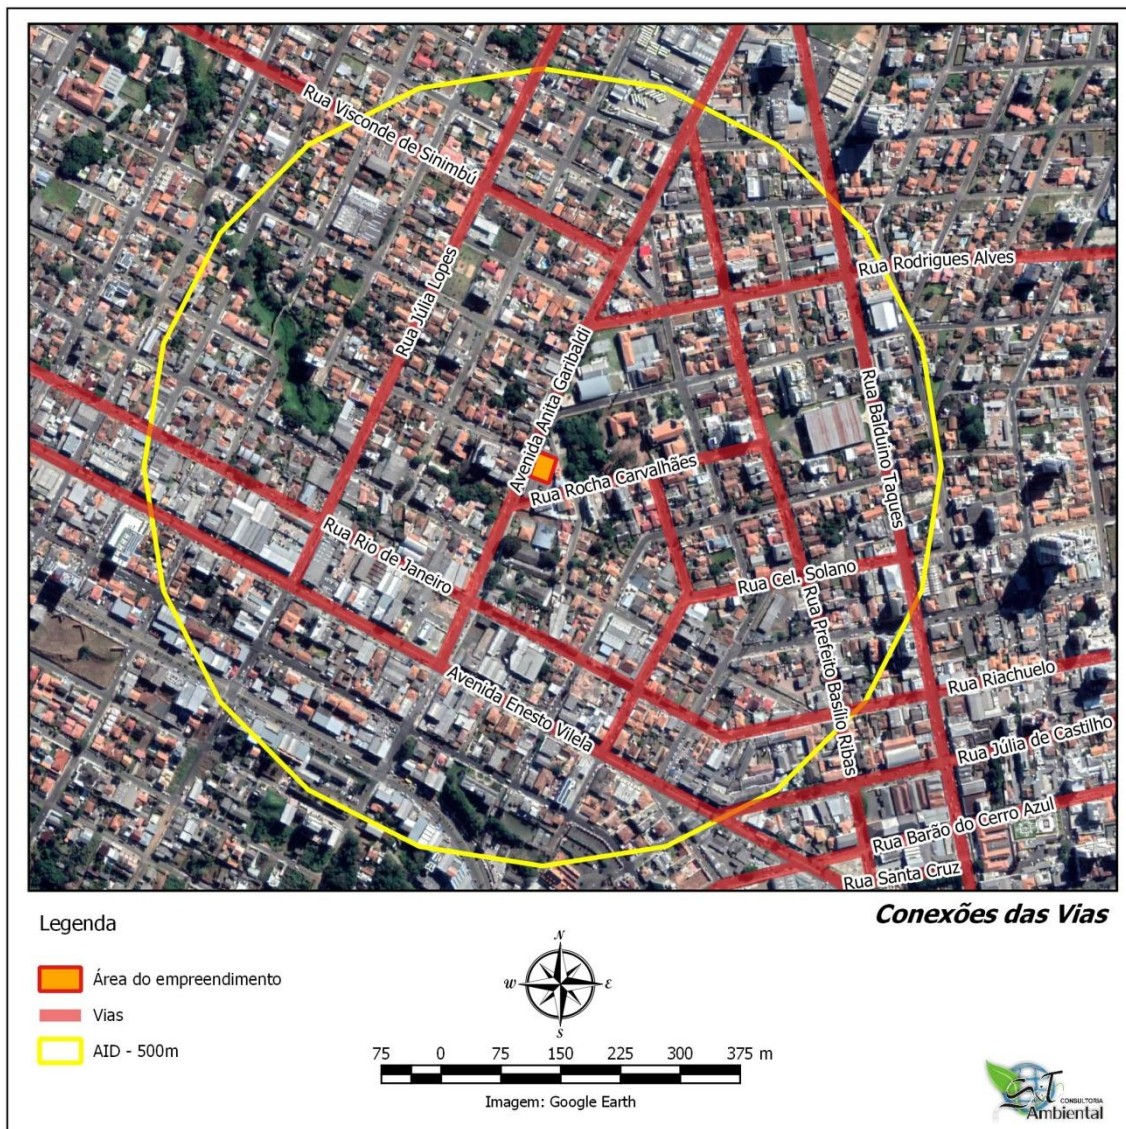 Rua Visconde de Sinimbú
Rua Júlia Lopes
Rua Rodrigues Alves
Avenida Anita Garibaldi
Rua Balduíno Taques
Rua Rocha Carvalhães
Rua Rio de Janeiro
Rua Cel. Solano
Rua Prefeito Basílio Ribas
Avenida Enesto Vilela
Rua Riachuelo
Rua Júlia de Castilho
Rua Barão do Cerro Azul
Rua Santa Cruz
Conexões das Vias
Legenda
Área do empreendimento
Vias
AID - 500m
N
W
E
S
75 0 75 150 225 300 375 m
Imagem: Google Earth
CONSULTORIA
Ambiental